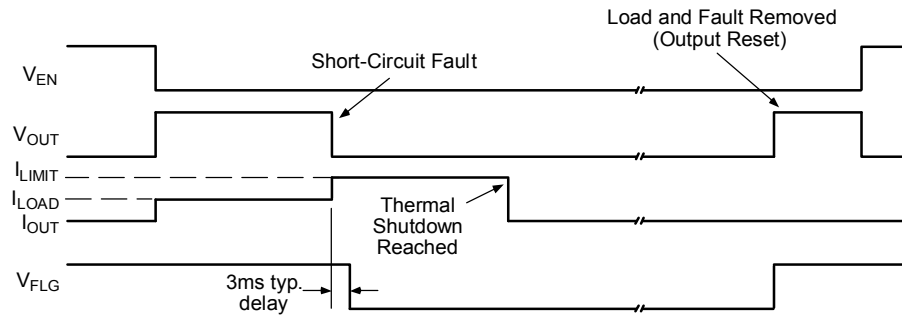 Load and Fault Removed
(Output Reset)
V_EN
Short-Circuit Fault
V_OUT
I_LIMIT
I_LOAD
I_OUT
Thermal
Shutdown
Reached
V_FLG
3ms typ.
delay